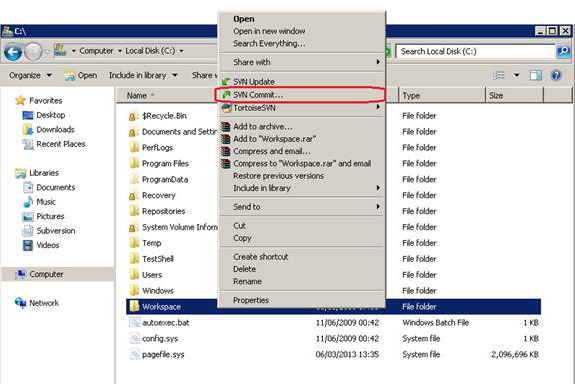 C:\
Computer ▸ Local Disk (C:) ▸
Search Local Disk (C:)
Organize
Open
Include in library
Share w
Favorites
Desktop
Downloads
Recent Places
Libraries
Documents
Music
Pictures
Subversion
Videos
Computer
Network
Name Type Size
$Recycle.Bin File folder
Documents and Settin File folder
PerfLogs File folder
Program Files File folder
ProgramData File folder
Recovery File folder
Repositories File folder
System Volume Inform File folder
Temp File folder
TestShell File folder
Users File folder
Windows File folder
Workspace File folder
autoexec.bat 11/06/2009 00:42 Windows Batch File 1 KB
config.sys 11/06/2009 00:42 System file 1 KB
pagefile.sys 06/03/2013 13:35 System file 2,096,696 KB
Open
Open in new window
Search Everything...
Share with
SVN Update
SVN Commit...
TortoiseSVN
Add to archive...
Add to "Workspace.rar"
Compress and email...
Compress to "Workspace.rar" and email
Restore previous versions
Include in library
Send to
Cut
Copy
Create shortcut
Delete
Rename
Properties